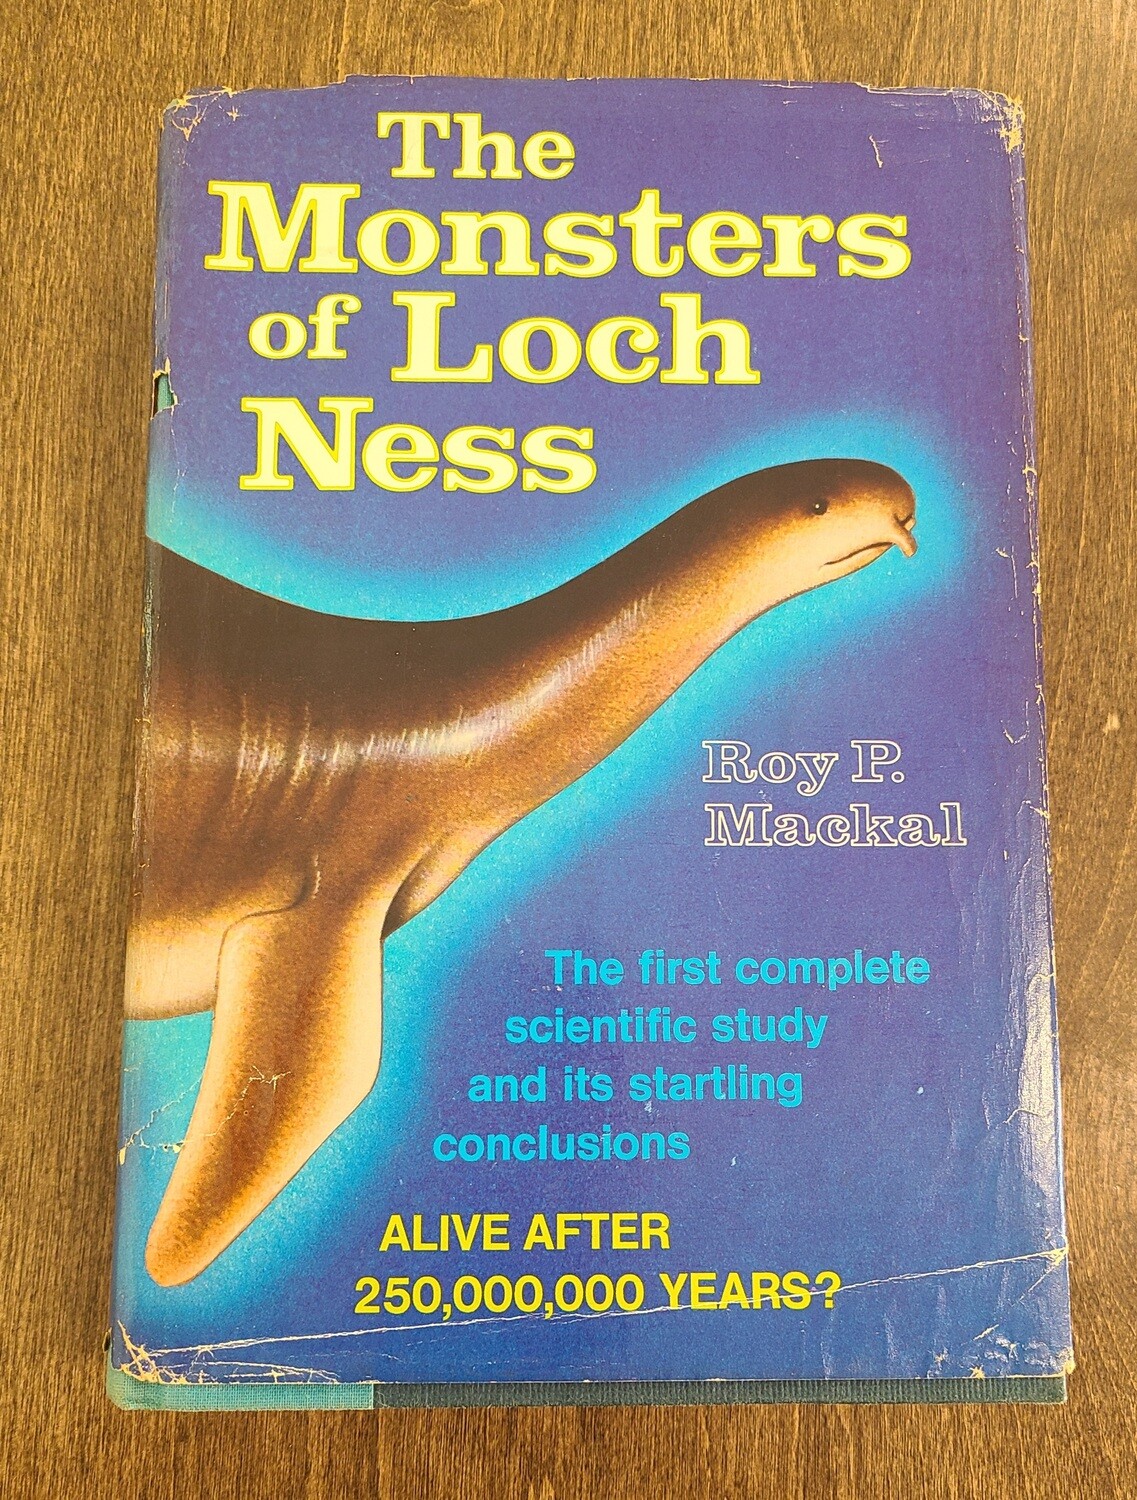 The
Monsters
of Loch
Ness
Roy P.
Mackal
The first complete
scientific study
and its startling
conclusions
ALIVE AFTER
250,000,000 YEARS?